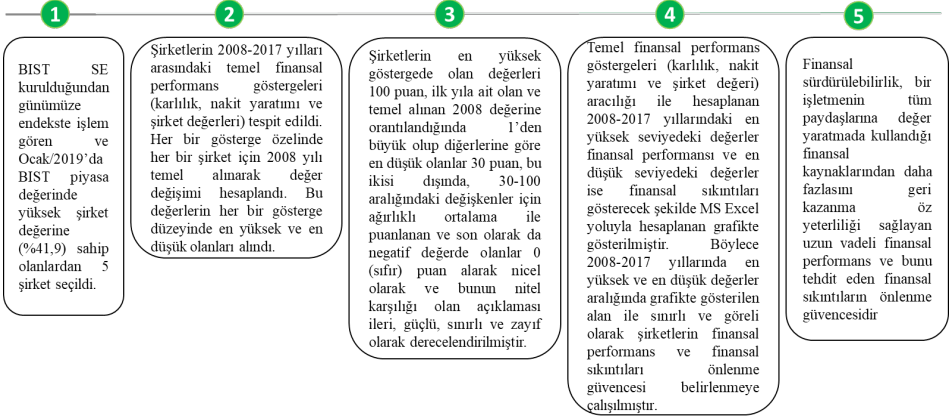 1
BIST SE
kurulduğundan
günümüze
endekste işlem
gören ve
Ocak/2019’da
BIST piyasa
değerinde
yüksek şirket
değerine
(%41,9) sahip
olanlardan 5
şirket seçildi.
2
Şirketlerin 2008-2017 yılları
arasındaki temel finansal
performans göstergeleri
(karlılık, nakit yaratımı ve
şirket değerleri) tespit edildi.
Her bir gösterge özelinde
her bir şirket için 2008 yılı
temel alınarak değer
değişimi hesaplandı. Bu
değerlerin her bir gösterge
düzeyinde en yüksek ve en
düşük olanları alındı.
3
Şirketlerin en yüksek
göstergede olan değerleri
100 puan, ilk yıla ait olan ve
temel alınan 2008 değerine
orantılandığında 1’den
büyük olup diğerlerine göre
en düşük olanlar 30 puan, bu
ikisi dışında, 30-100
aralığındaki değişkenler için
ağırlıklı ortalama ile
puanlanan ve son olarak da
negatif değerde olanlar 0
(sıfır) puan alarak nicel
olarak ve bunun nitel
karşılığı olan açıklaması
ileri, güçlü, sınırlı ve zayıf
olarak derecelendirilmiştir.
4
Temel finansal performans
göstergeleri (karlılık, nakit
yaratımı ve şirket değeri)
aracılığı ile hesaplanan
2008-2017 yıllarındaki en
yüksek seviyedeki değerler
finansal performansı ve en
düşük seviyedeki değerler
ise finansal sıkıntıları
gösterecek şekilde MS Excel
yoluyla hesaplanan grafikte
gösterilmiştir. Böylece
2008-2017 yıllarında en
yüksek ve en düşük değerler
aralığında grafikte gösterilen
alan ile sınırlı ve göreli
olarak şirketlerin finansal
performans ve finansal
sıkıntıları önlenme
güvencesi belirlenmeye
çalışılmıştır.
5
Finansal
sürdürülebilirlik, bir
işletmenin tüm
paydaşlarına değer
yaratmada kullandığı
finansal
kaynaklarından daha
fazlasını geri
kazanma öz
yeterliliği sağlayan
uzun vadeli finansal
performans ve bunu
tehdit eden finansal
sıkıntıların önlenme
güvencesidir